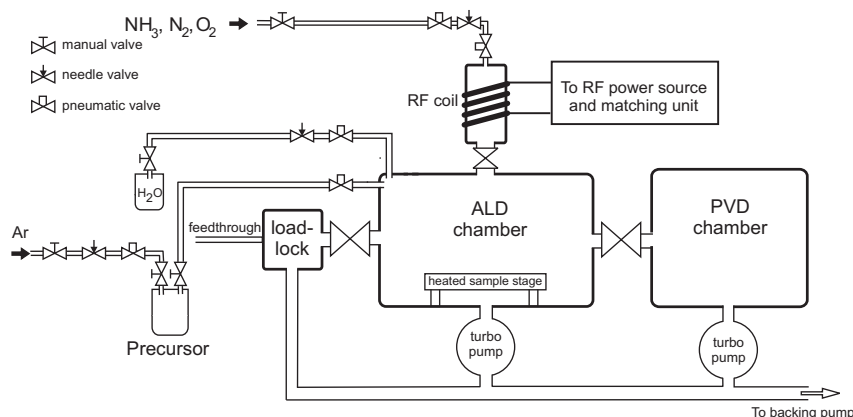 NH3, N2, O2
manual valve
needle valve
pneumatic valve
RF coil
To RF power source
and matching unit
H2O
Ar
feedthrough
load-
lock
ALD
chamber
PVD
chamber
heated sample stage
Precursor
turbo
pump
turbo
pump
To backing pump